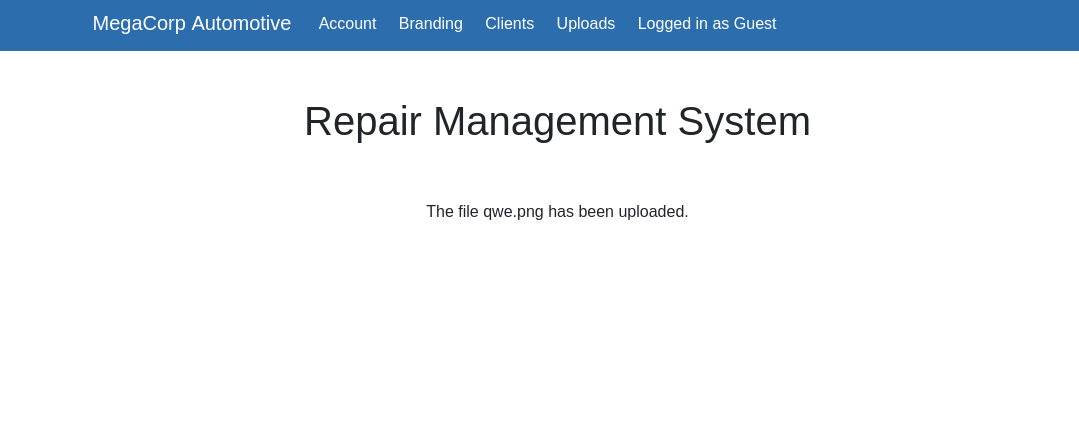 MegaCorp Automotive Account Branding Clients Uploads Logged in as Guest
Repair Management System
The file qwe.png has been uploaded.